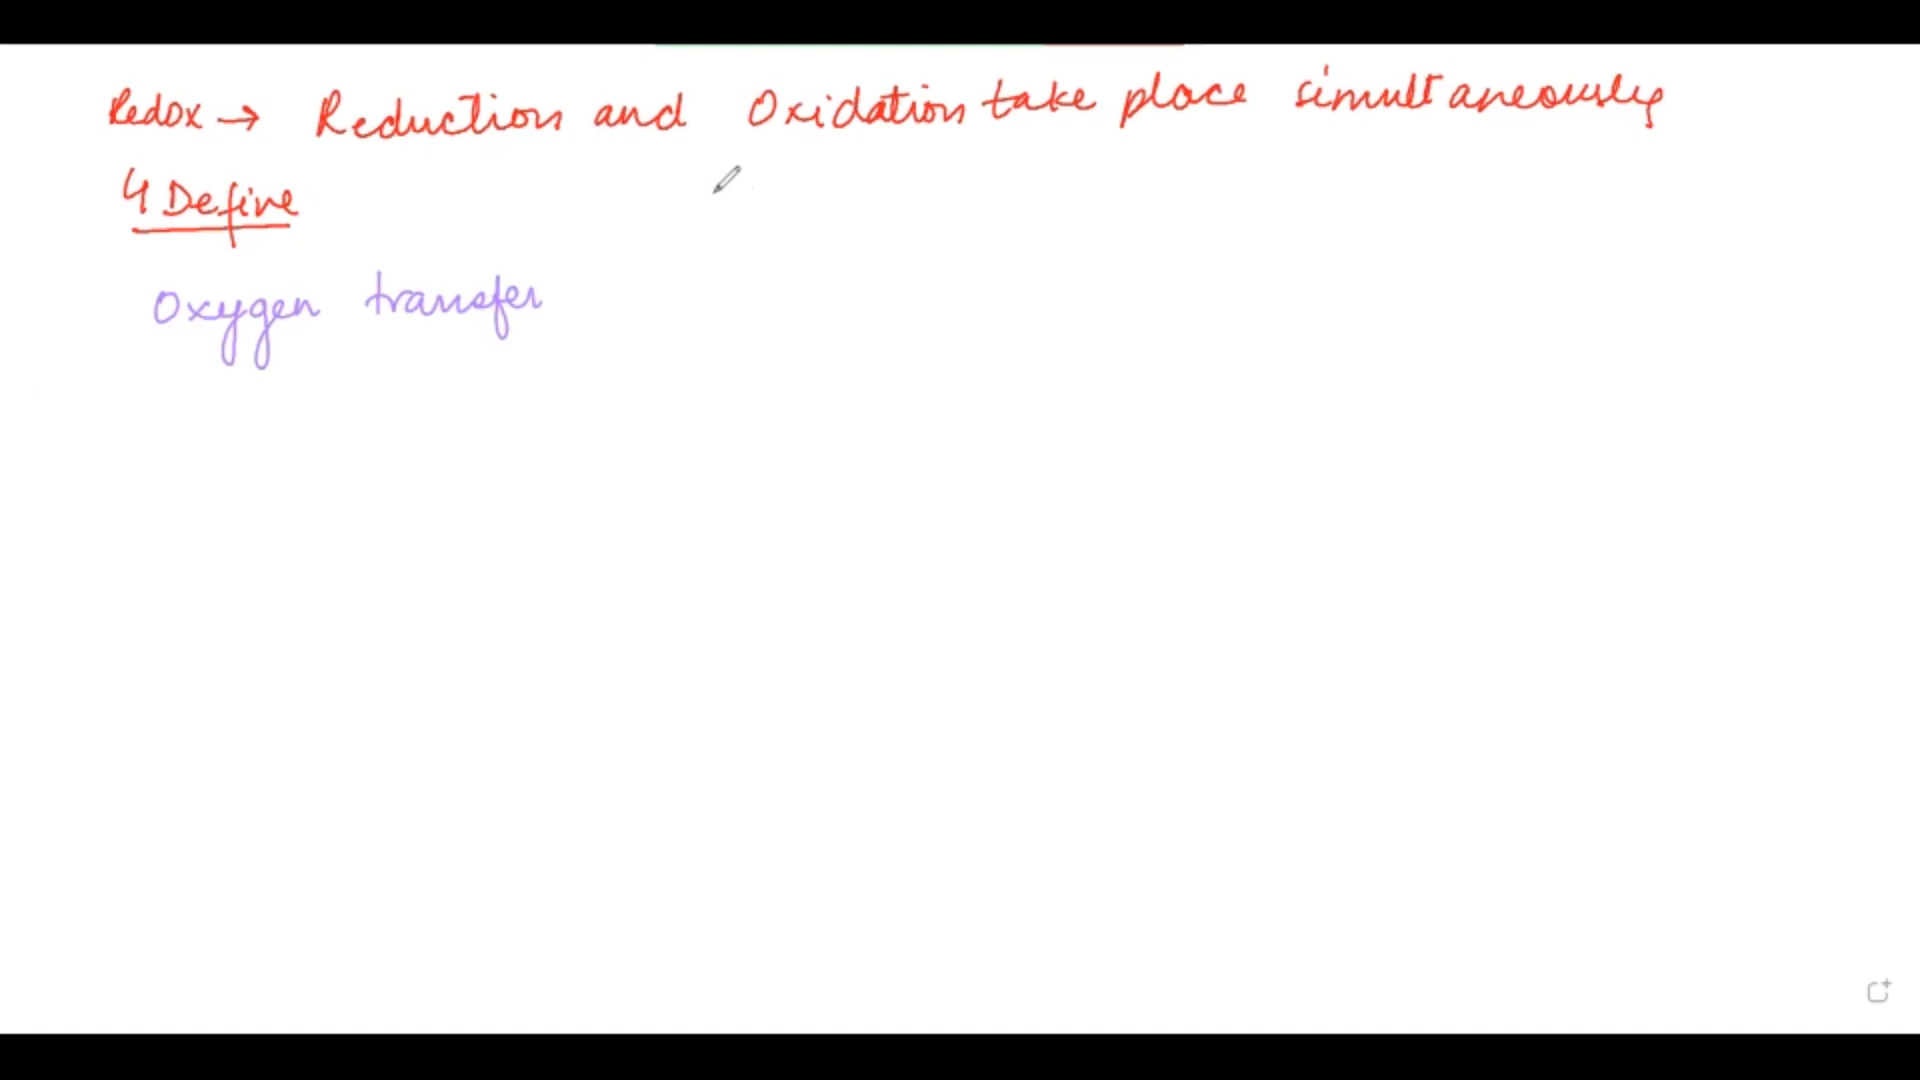 Redox → Reduction and Oxidation take place simultaneously
4 Define
Oxygen transfer